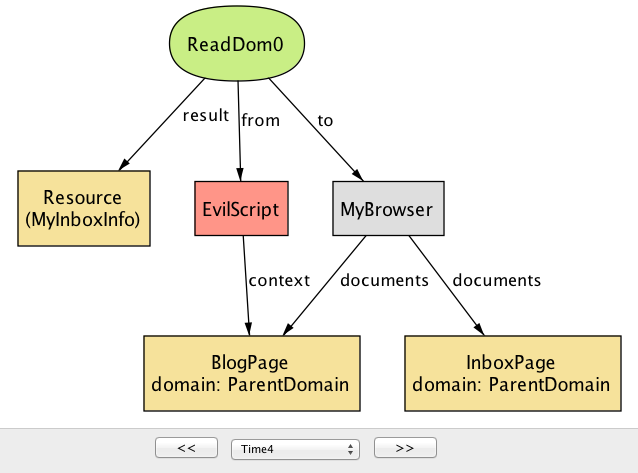 ReadDom0
result
from
to
Resource
(MyInboxInfo)
EvilScript
MyBrowser
context
documents
documents
BlogPage
domain: ParentDomain
InboxPage
domain: ParentDomain
<<
Time4
>>